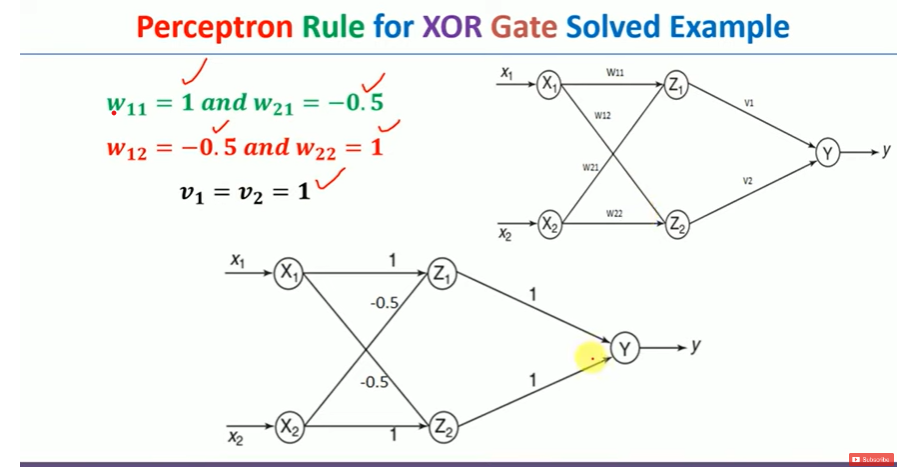 Perceptron Rule for XOR Gate Solved Example
w₁₁ = 1 and w₂₁ = −0.5
w₁₂ = −0.5 and w₂₂ = 1
v₁ = v₂ = 1
X₁
X₁
W11
Z₁
W12
V1
W21
Y
y
V2
X₂
X₂
W22
Z₂
X₁
X₁
1
Z₁
-0.5
1
Y
y
-0.5
1
X₂
X₂
1
Z₂
Subscribe